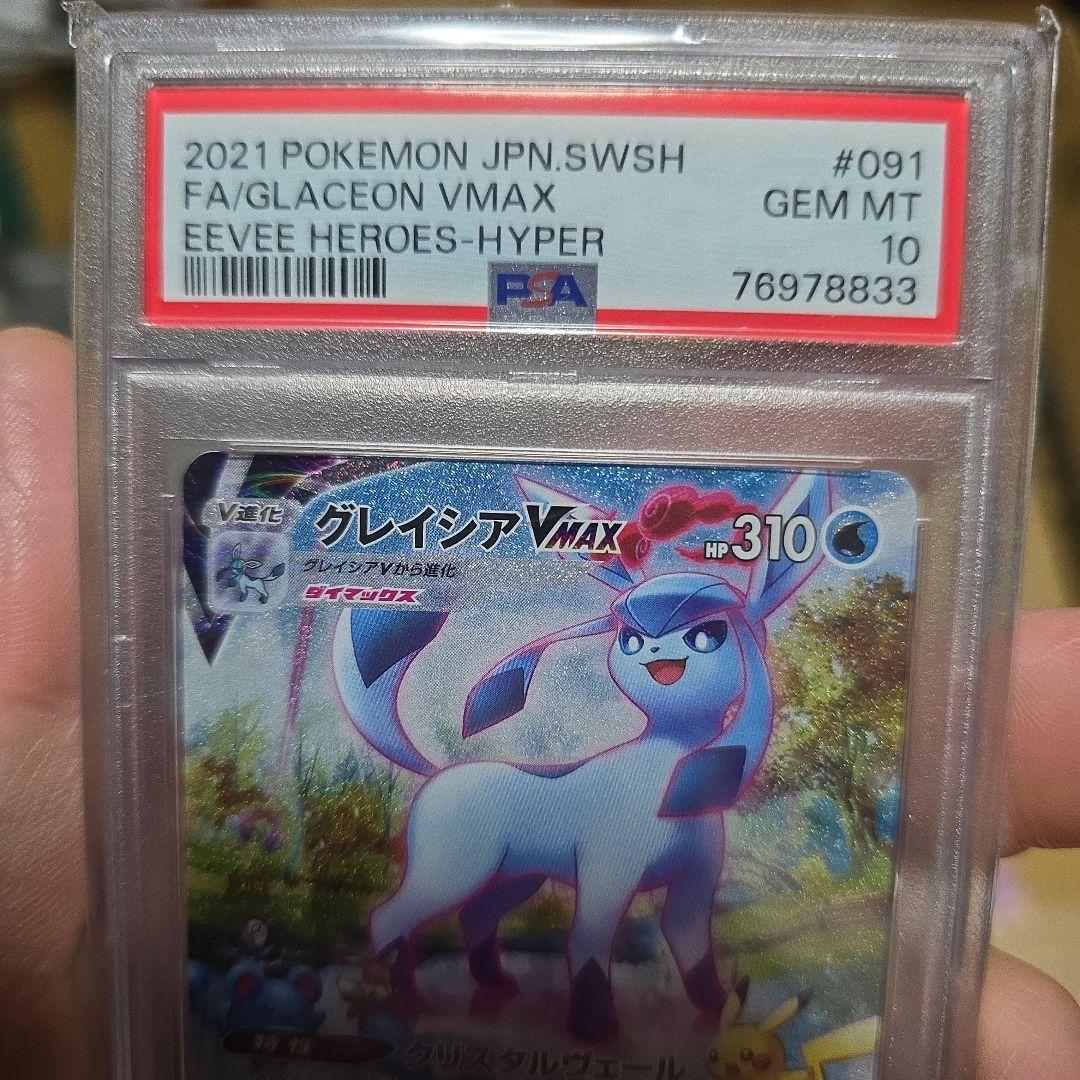 2021 POKEMON JPN.SWSH #091
FA/GLACEON VMAX GEM MT
EEVEE HEROES-HYPER 10
PSA 76978833
V進化 グレイシアVMAX HP310
グレイシアVから進化
ダイマックス
特性 クリスタルヴェール